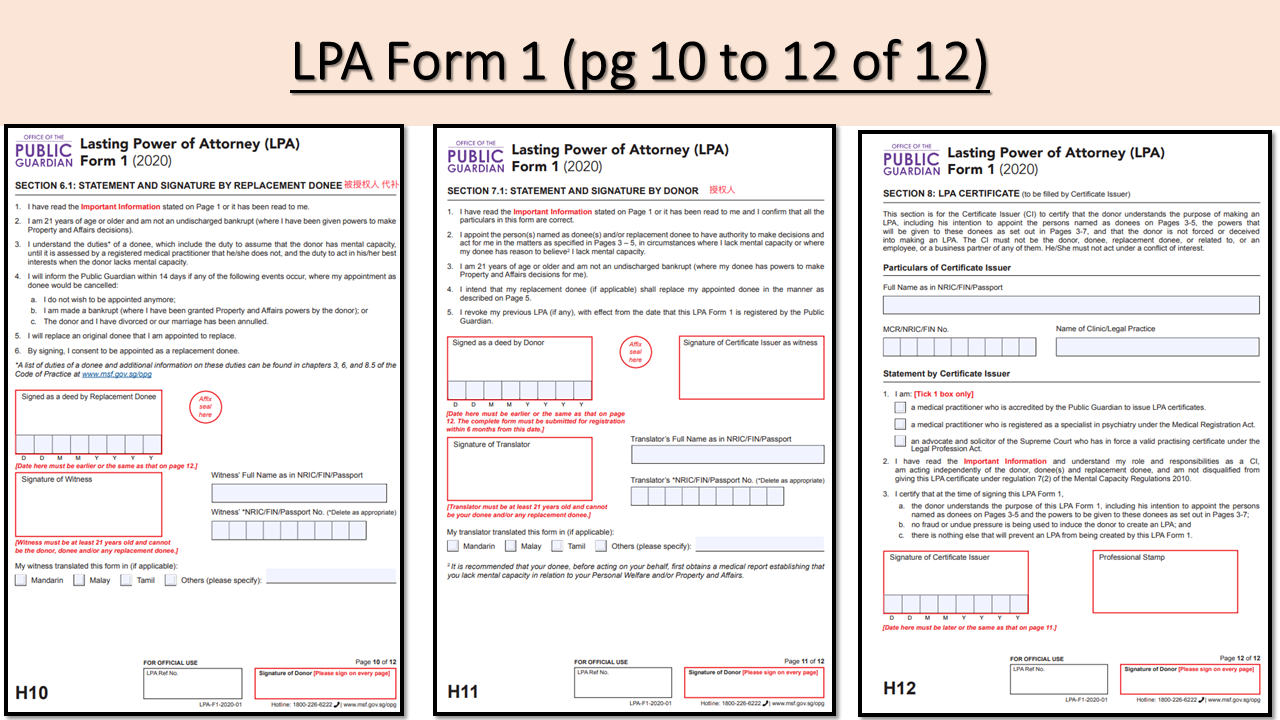 LPA Form 1 (pg 10 to 12 of 12)
OFFICE OF THE
PUBLIC
GUARDIAN
Lasting Power of Attorney (LPA)
Form 1 (2020)
SECTION 6.1: STATEMENT AND SIGNATURE BY REPLACEMENT DONEE 被授权人 代补
1. I have read the Important Information stated on Page 1 or it has been read to me.
2. I am 21 years of age or older and am not an undischarged bankrupt (where I have been given powers to make
Property and Affairs decisions).
3. I understand the duties* of a donee, which include the duty to assume that the donor has mental capacity,
until it is assessed by a registered medical practitioner that he/she does not, and the duty to act in his/her best
interests when the donor lacks mental capacity.
4. I will inform the Public Guardian within 14 days if any of the following events occur, where my appointment as
donee would be cancelled:
a. I do not wish to be appointed anymore;
b. I am made a bankrupt (where I have been granted Property and Affairs powers by the donor); or
c. The donor and I have divorced or our marriage has been annulled.
5. I will replace an original donee that I am appointed to replace.
6. By signing, I consent to be appointed as a replacement donee.
*A list of duties of a donee and additional information on these duties can be found in chapters 3, 6, and 8.5 of the
Code of Practice at www.msf.gov.sg/opg
Signed as a deed by Replacement Donee
Affix
seal
here
D D M M Y Y Y Y
[Date here must be earlier or the same as that on page 12.]
Signature of Witness
Witness' Full Name as in NRIC/FIN/Passport
Witness' *NRIC/FIN/Passport No. (*Delete as appropriate)
[Witness must be at least 21 years old and cannot
be the donor, donee and/or any replacement donee.]
My witness translated this form in (if applicable):
Mandarin Malay Tamil Others (please specify):
FOR OFFICIAL USE
Page 10 of 12
LPA Ref No.
Signature of Donor [Please sign on every page]
H10
LPA-F1-2020-01
Hotline: 1800-226-6222 | www.msf.gov.sg/opg
OFFICE OF THE
PUBLIC
GUARDIAN
Lasting Power of Attorney (LPA)
Form 1 (2020)
SECTION 7.1: STATEMENT AND SIGNATURE BY DONOR 授权人
1. I have read the Important Information stated on Page 1 or it has been read to me and I confirm that all the
particulars in this form are correct.
2. I appoint the person(s) named as donee(s) and/or replacement donee to have authority to make decisions and
act for me in the matters as specified in Pages 3 – 5, in circumstances where I lack mental capacity or where
my donee has reason to believe² I lack mental capacity.
3. I am 21 years of age or older and am not an undischarged bankrupt (where my donee has powers to make
Property and Affairs decisions for me).
4. I intend that my replacement donee (if applicable) shall replace my appointed donee in the manner as
described on Page 5.
5. I revoke my previous LPA (if any), with effect from the date that this LPA Form 1 is registered by the Public
Guardian.
Signed as a deed by Donor
Affix
seal
here
Signature of Certificate Issuer as witness
D D M M Y Y Y Y
[Date here must be earlier or the same as that on page
12. The complete form must be submitted for registration
within 6 months from this date.]
Signature of Translator
Translator's Full Name as in NRIC/FIN/Passport
Translator's *NRIC/FIN/Passport No. (*Delete as appropriate)
[Translator must be at least 21 years old and cannot
be your donee and/or any replacement donee.]
My translator translated this form in (if applicable):
Mandarin Malay Tamil Others (please specify):
² It is recommended that your donee, before acting on your behalf, first obtains a medical report establishing that
you lack mental capacity in relation to your Personal Welfare and/or Property and Affairs.
FOR OFFICIAL USE
Page 11 of 12
LPA Ref No.
Signature of Donor [Please sign on every page]
H11
LPA-F1-2020-01
Hotline: 1800-226-6222 | www.msf.gov.sg/opg
OFFICE OF THE
PUBLIC
GUARDIAN
Lasting Power of Attorney (LPA)
Form 1 (2020)
SECTION 8: LPA CERTIFICATE (to be filled by Certificate Issuer)
This section is for the Certificate Issuer (CI) to certify that the donor understands the purpose of making an
LPA, including his intention to appoint the persons named as donees on Pages 3-5, the powers that
will be given to these donees as set out in Pages 3-7, and that the donor is not forced or deceived
into making an LPA. The CI must not be the donor, donee, replacement donee, or related to, or an
employee, or a business partner of any of them. He/She must not act under a conflict of interest.
Particulars of Certificate Issuer
Full Name as in NRIC/FIN/Passport
MCR/NRIC/FIN No.
Name of Clinic/Legal Practice
Statement by Certificate Issuer
1. I am: [Tick 1 box only]
a medical practitioner who is accredited by the Public Guardian to issue LPA certificates.
a medical practitioner who is registered as a specialist in psychiatry under the Medical Registration Act.
an advocate and solicitor of the Supreme Court who has in force a valid practising certificate under the
Legal Profession Act.
2. I have read the Important Information and understand my role and responsibilities as a CI,
am acting independently of the donor, donee(s) and replacement donee, and am not disqualified from
giving this LPA certificate under regulation 7(2) of the Mental Capacity Regulations 2010.
3. I certify that at the time of signing this LPA Form 1,
a. the donor understands the purpose of this LPA Form 1, including his intention to appoint the persons
named as donees on Pages 3-5 and the powers to be given to these donees as set out in Pages 3-7;
b. no fraud or undue pressure is being used to induce the donor to create an LPA; and
c. there is nothing else that will prevent an LPA from being created by this LPA Form 1.
Signature of Certificate Issuer
Professional Stamp
D D M M Y Y Y Y
[Date here must be later or the same as that on page 11.]
FOR OFFICIAL USE
Page 12 of 12
LPA Ref No.
Signature of Donor [Please sign on every page]
H12
LPA-F1-2020-01
Hotline: 1800-226-6222 | www.msf.gov.sg/opg